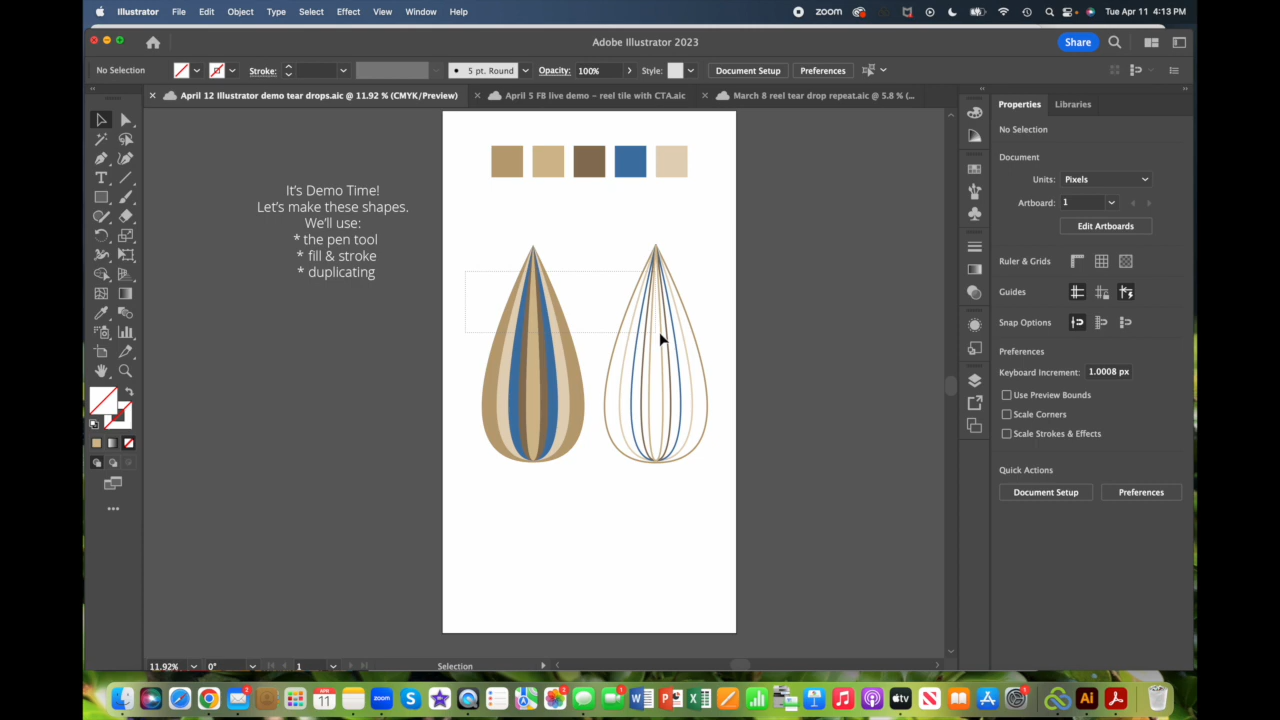 Illustrator File Edit Object Type Select Effect View Window Help
zoom
Tue Apr 11 4:13 PM
Adobe Illustrator 2023
Share
No Selection
Stroke:
5 pt. Round
Opacity: 100%
Style:
Document Setup
Preferences
April 12 Illustrator demo tear drops.aic @ 11.92 % (CMYK/Preview)
April 5 FB live demo - reel tile with CTA.aic
March 8 reel tear drop repeat.aic @ 5.8 % (...
Properties
Libraries
No Selection
Document
Units: Pixels
Artboard: 1
Edit Artboards
Ruler & Grids
Guides
Snap Options
Preferences
Keyboard Increment: 1.0008 px
Use Preview Bounds
Scale Corners
Scale Strokes & Effects
Quick Actions
Document Setup
Preferences
It's Demo Time!
Let's make these shapes.
We'll use:
* the pen tool
* fill & stroke
* duplicating
11.92%
0°
1
Selection